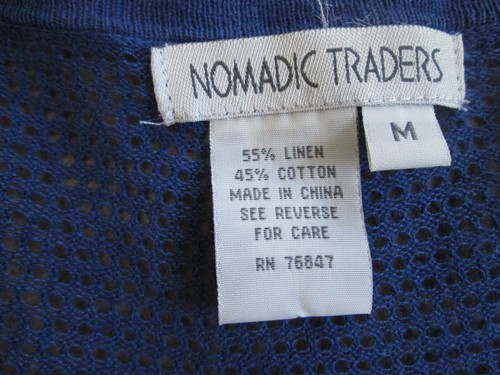 NOMADIC TRADERS
M
55% LINEN
45% COTTON
MADE IN CHINA
SEE REVERSE
FOR CARE
RN 76847